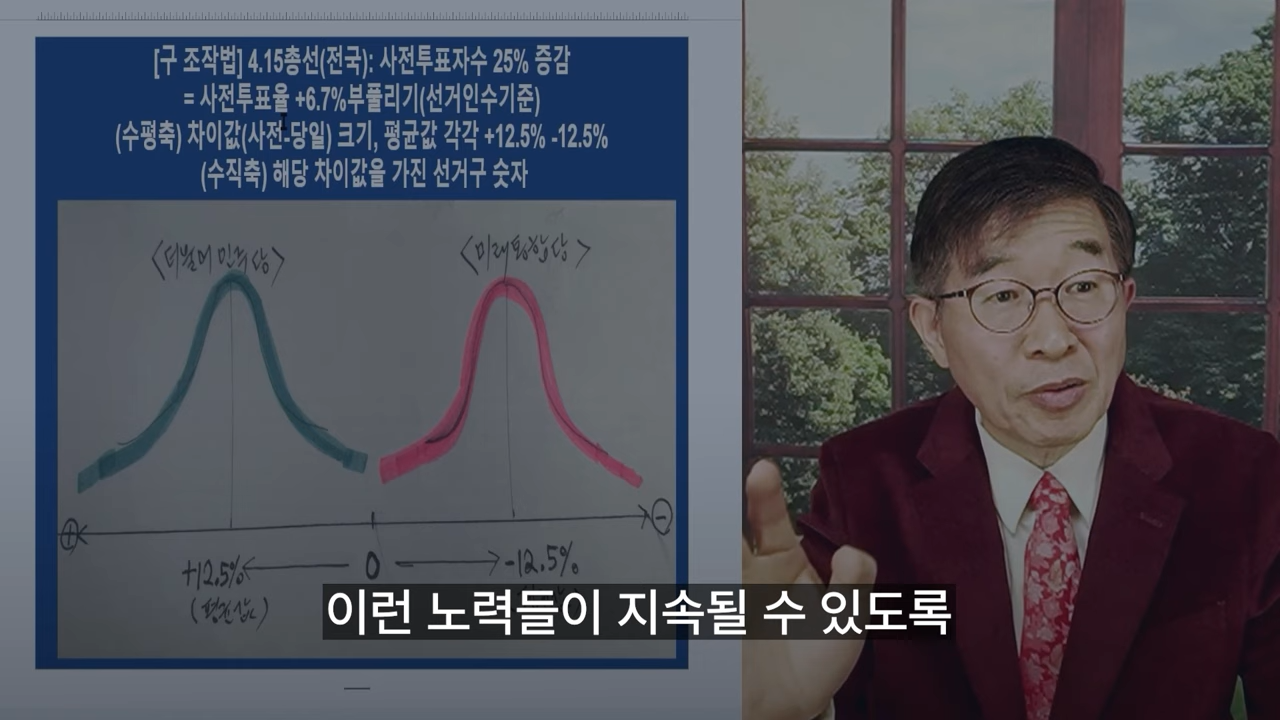 [구 조작법] 4.15총선(전국): 사전투표자수 25% 증감
= 사전투표율 +6.7%부풀리기(선거인수기준)
(수평축) 차이값(사전-당일) 크기, 평균값 각각 +12.5% -12.5%
(수직축) 해당 차이값을 가진 선거구 숫자
<더불어민주당> <미래통합당>
+ -
+12.5% 0 -12.5%
(평균값)
이런 노력들이 지속될 수 있도록